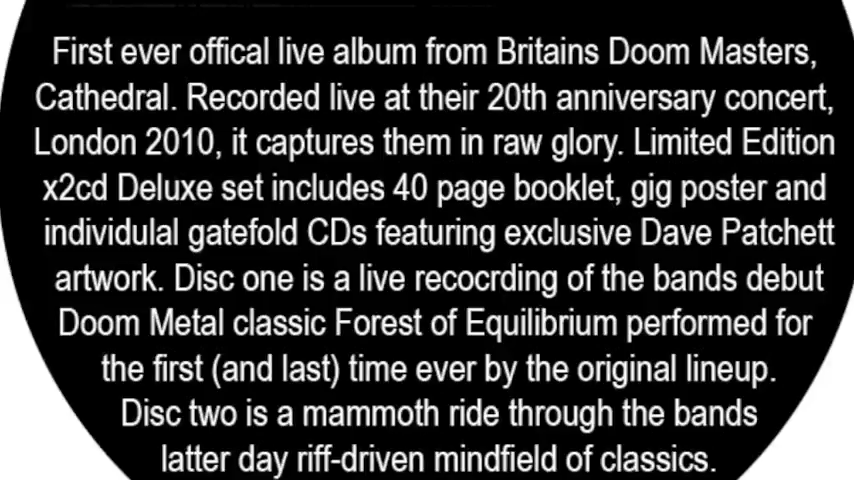 First ever offical live album from Britains Doom Masters,
Cathedral. Recorded live at their 20th anniversary concert,
London 2010, it captures them in raw glory. Limited Edition
x2cd Deluxe set includes 40 page booklet, gig poster and
individulal gatefold CDs featuring exclusive Dave Patchett
artwork. Disc one is a live recocrding of the bands debut
Doom Metal classic Forest of Equilibrium performed for
the first (and last) time ever by the original lineup.
Disc two is a mammoth ride through the bands
latter day riff-driven mindfield of classics.